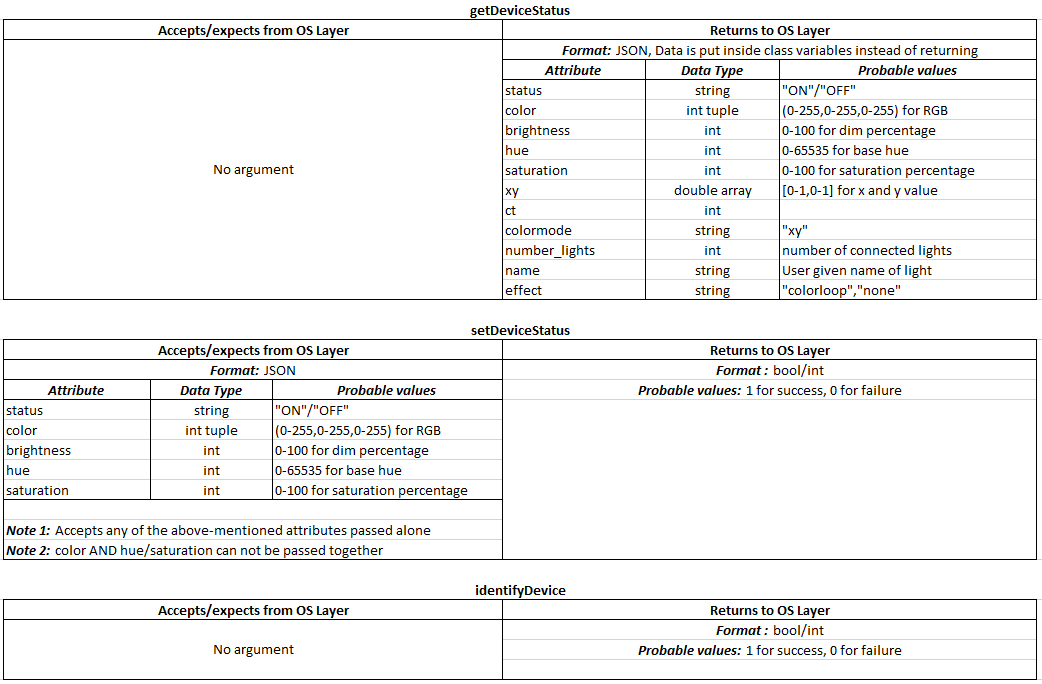 getDeviceStatus
Accepts/expects from OS Layer Returns to OS Layer
Format: JSON, Data is put inside class variables instead of returning
Attribute Data Type Probable values
status string "ON"/"OFF"
color int tuple (0-255,0-255,0-255) for RGB
brightness int 0-100 for dim percentage
hue int 0-65535 for base hue
No argument
saturation int 0-100 for saturation percentage
xy double array [0-1,0-1] for x and y value
ct int
colormode string "xy"
number_lights int number of connected lights
name string User given name of light
effect string "colorloop","none"
setDeviceStatus
Accepts/expects from OS Layer Returns to OS Layer
Format: JSON Format : bool/int
Attribute Data Type Probable values Probable values: 1 for success, 0 for failure
status string "ON"/"OFF"
color int tuple (0-255,0-255,0-255) for RGB
brightness int 0-100 for dim percentage
hue int 0-65535 for base hue
saturation int 0-100 for saturation percentage
Note 1: Accepts any of the above-mentioned attributes passed alone
Note 2: color AND hue/saturation can not be passed together
identifyDevice
Accepts/expects from OS Layer Returns to OS Layer
Format : bool/int
No argument Probable values: 1 for success, 0 for failure